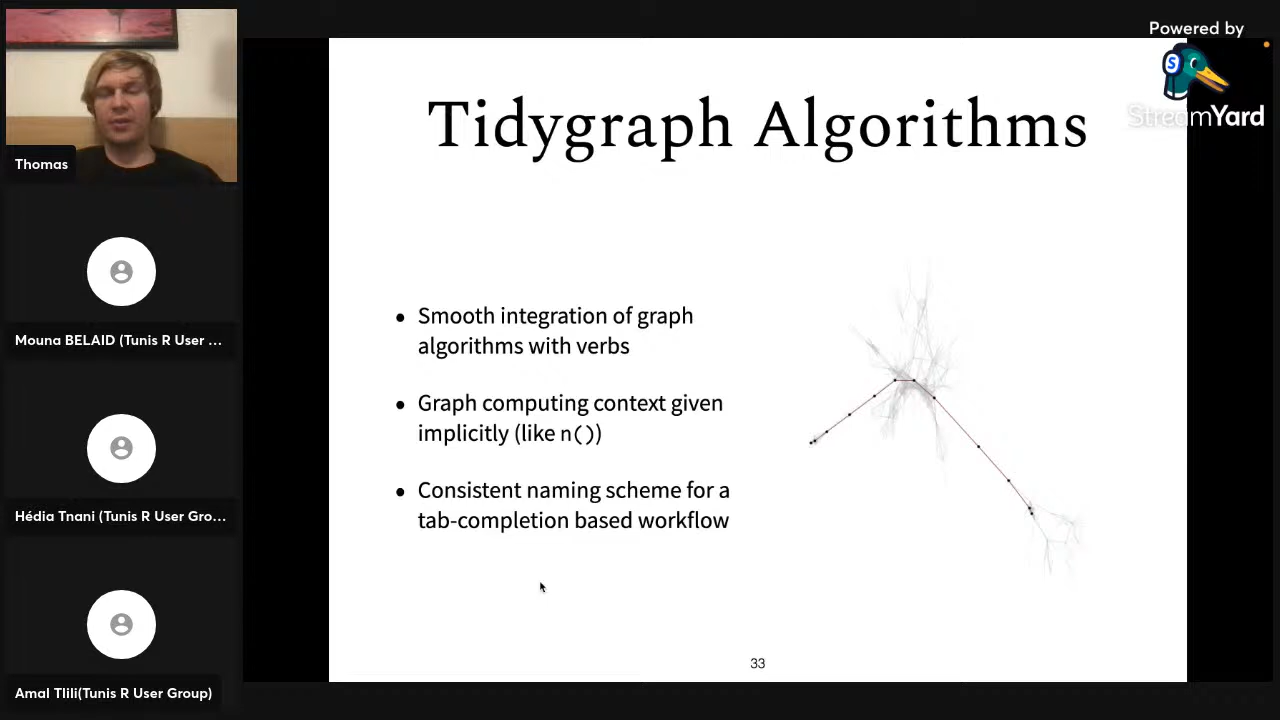 Powered by
S
StreamYard
Thomas
Mouna BELAID (Tunis R User ...
Hédia Tnani (Tunis R User Gro...
Amal Tlili(Tunis R User Group)
Tidygraph Algorithms
• Smooth integration of graph
algorithms with verbs
• Graph computing context given
implicitly (like n())
• Consistent naming scheme for a
tab-completion based workflow
33